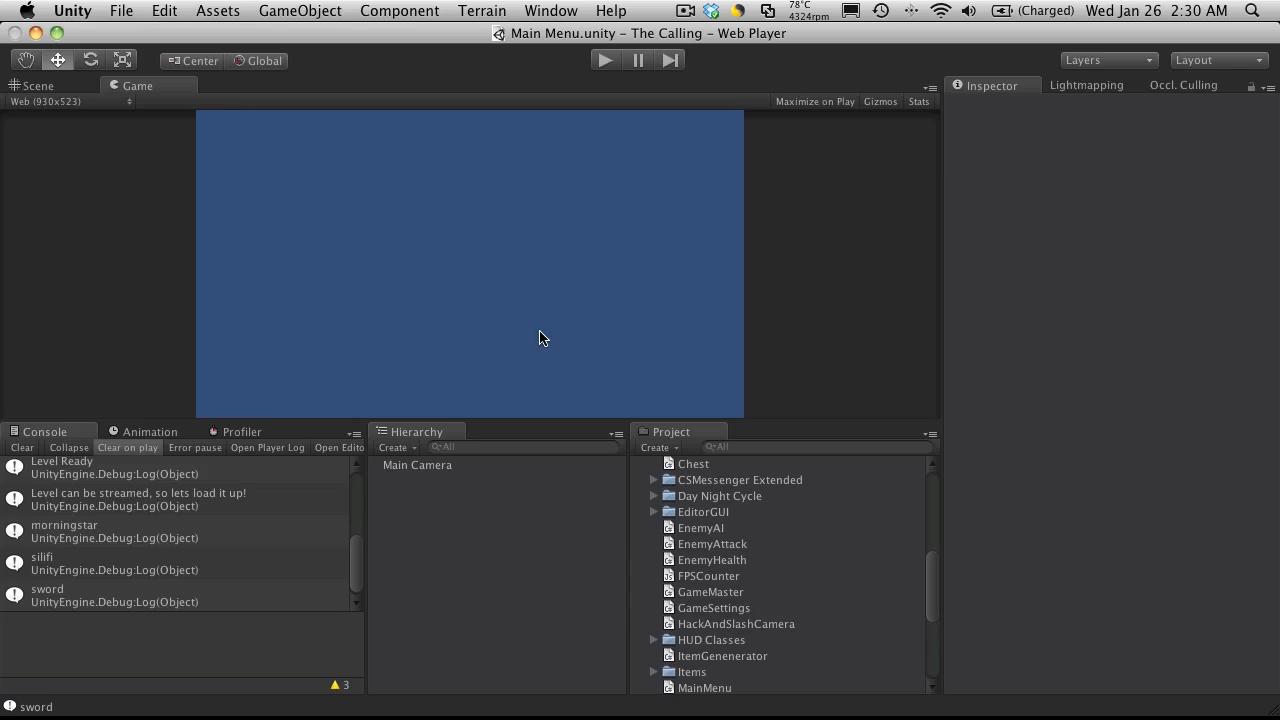 Unity File Edit Assets GameObject Component Terrain Window Help 78°C 4324rpm (Charged) Wed Jan 26 2:30 AM
Main Menu.unity – The Calling – Web Player
Center Global Layers Layout
Scene Game
Web (930x523) Maximize on Play Gizmos Stats
Inspector Lightmapping Occl. Culling
Console Animation Profiler
Clear Collapse Clear on play Error pause Open Player Log Open Edito
Level Ready
UnityEngine.Debug:Log(Object)
Level can be streamed, so lets load it up!
UnityEngine.Debug:Log(Object)
morningstar
UnityEngine.Debug:Log(Object)
silifi
UnityEngine.Debug:Log(Object)
sword
UnityEngine.Debug:Log(Object)
3
Hierarchy
Create All
Main Camera
Project
Create All
Chest
CSMessenger Extended
Day Night Cycle
EditorGUI
EnemyAI
EnemyAttack
EnemyHealth
FPSCounter
GameMaster
GameSettings
HackAndSlashCamera
HUD Classes
ItemGenenerator
Items
MainMenu
sword